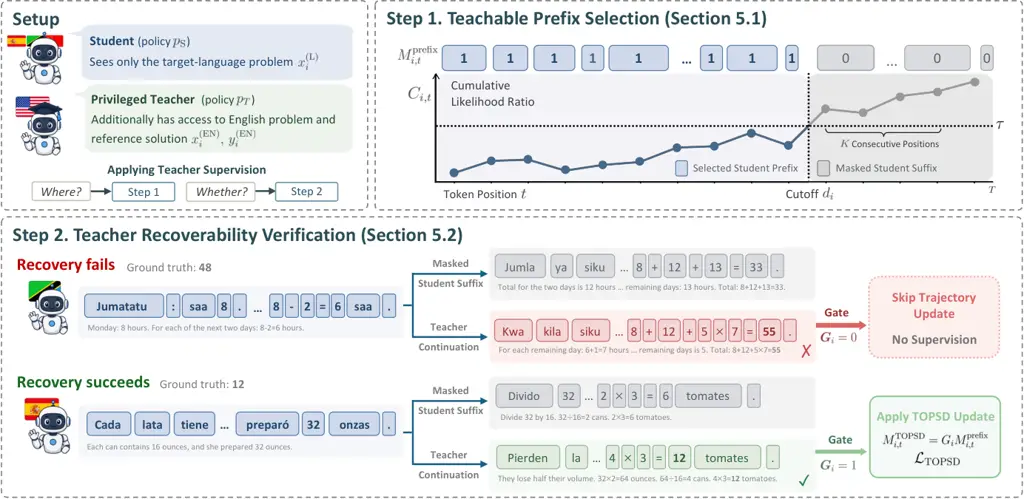 Setup
Student (policy p_S)
Sees only the target-language problem x_i^(L)
Privileged Teacher (policy p_T)
Additionally has access to English problem and
reference solution x_i^(EN), y_i^(EN)
Applying Teacher Supervision
Where? Step 1 Whether? Step 2
Step 1. Teachable Prefix Selection (Section 5.1)
M_{i,t}^prefix 1 1 1 1 1 ... 1 1 1 0 ... 0 0
C_{i,t}
Cumulative
Likelihood Ratio
τ
K Consecutive Positions
Selected Student Prefix Masked Student Suffix
Token Position t Cutoff d_i T
Step 2. Teacher Recoverability Verification (Section 5.2)
Recovery fails Ground truth: 48
Jumatatu : saa 8 . ... 8 - 2 = 6 saa .
Monday: 8 hours. For each of the next two days: 8-2=6 hours.
Masked
Student Suffix
Jumla ya siku ... 8 + 12 + 13 = 33 .
Total for the two days is 12 hours ... remaining days: 13 hours. Total: 8+12+13=33.
Teacher
Continuation
Kwa kila siku ... 8 + 12 + 5 × 7 = 55 .
For each remaining day: 6+1=7 hours ... remaining days is 5. Total: 8+12+5×7=55
✗
Gate
G_i = 0
Skip Trajectory
Update
No Supervision
Recovery succeeds Ground truth: 12
Cada lata tiene ... preparó 32 onzas .
Each can contains 16 ounces, and she prepared 32 ounces.
Masked
Student Suffix
Divido 32 ... 2 × 3 = 6 tomates .
Divide 32 by 16. 32÷16=2 cans. 2×3=6 tomatoes.
Teacher
Continuation
Pierden la ... 4 × 3 = 12 tomates .
They lose half their volume. 32×2=64 ounces. 64÷16=4 cans. 4×3=12 tomatoes.
✓
Gate
G_i = 1
Apply TOPSD Update
M_{i,t}^TOPSD = G_i M_{i,t}^prefix
ℒ_TOPSD